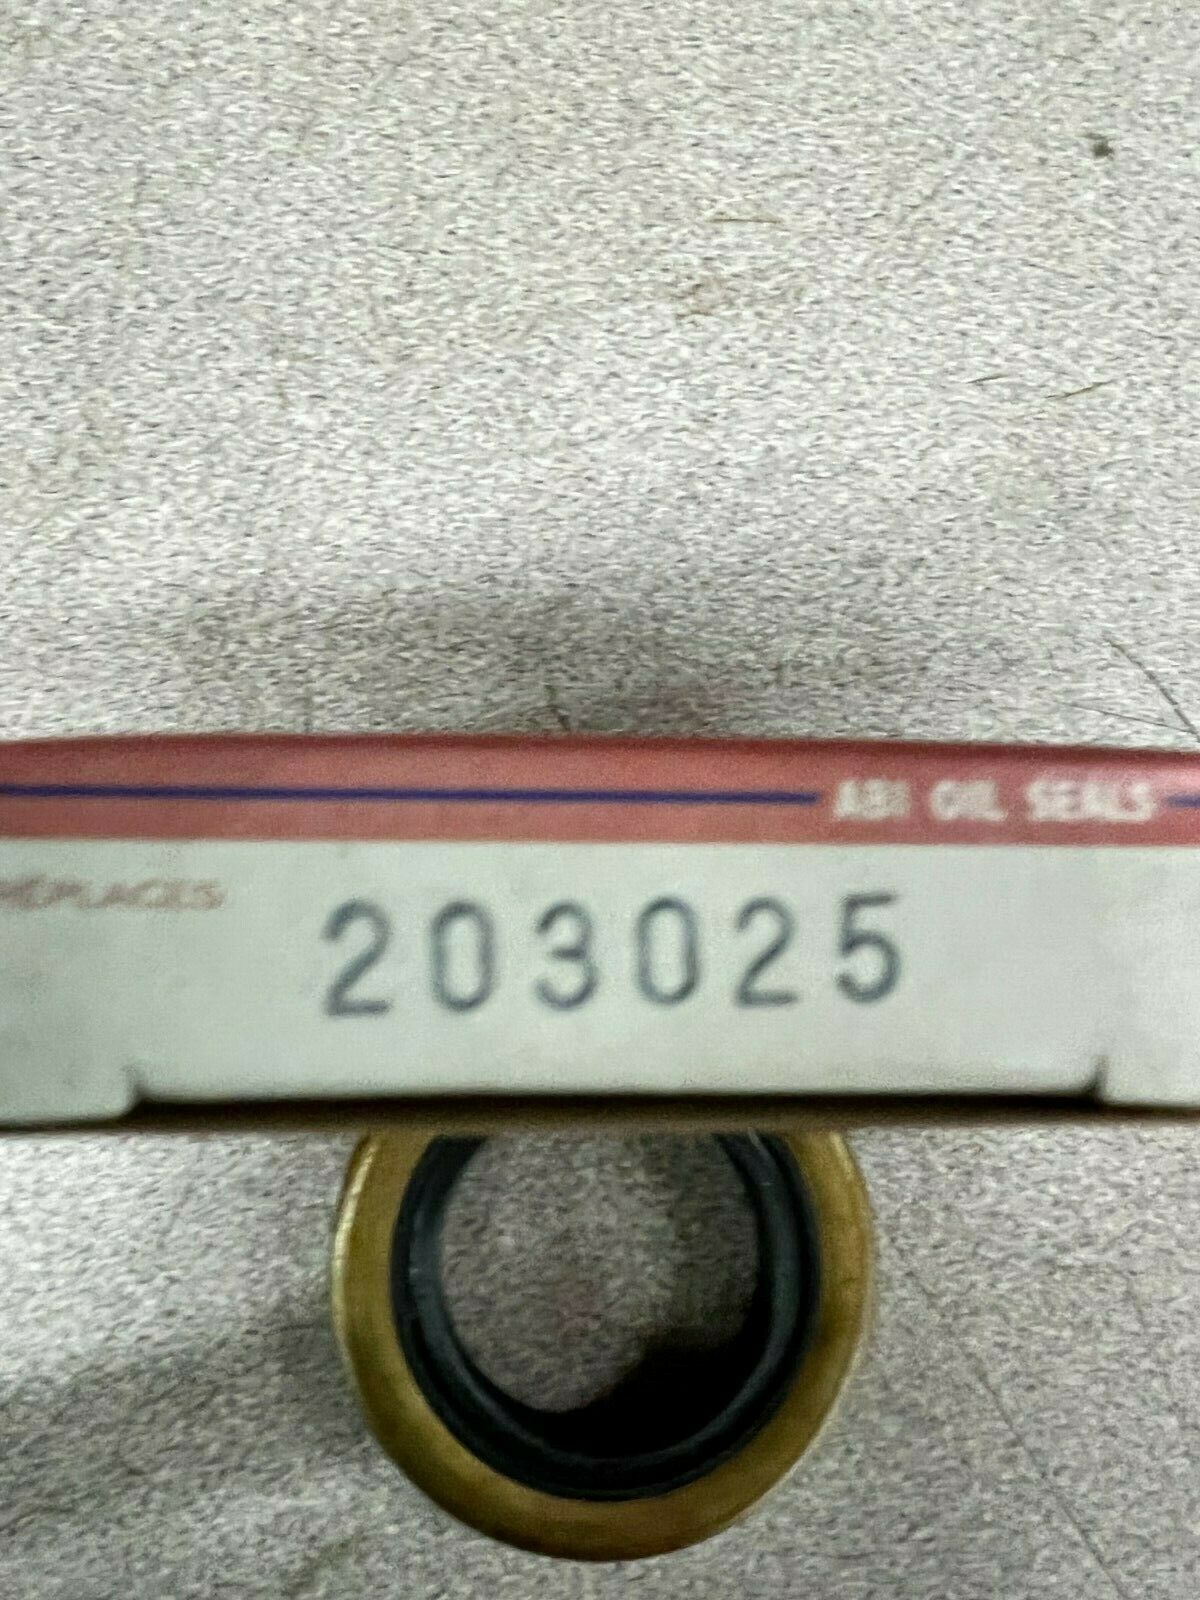 ABI OIL SEALS
REPLACES
203025